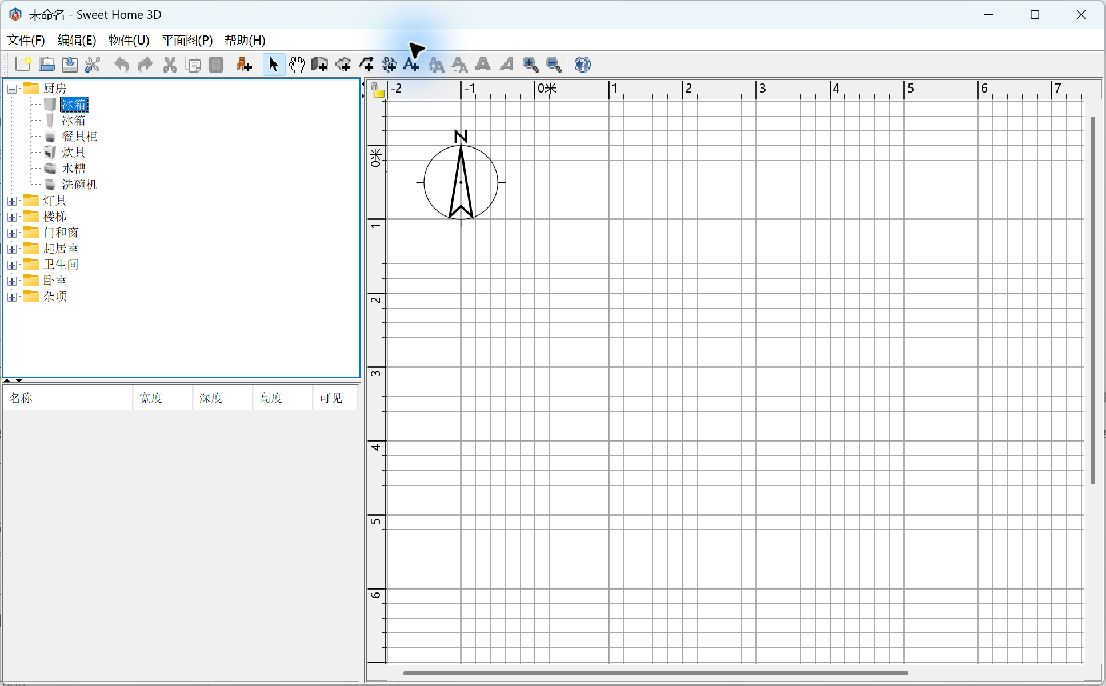 未命名 - Sweet Home 3D
文件(F) 编辑(E) 物件(U) 平面图(P) 帮助(H)
厨房
冰箱
冰箱
餐具柜
炊具
水槽
洗碗机
灯具
楼梯
门和窗
起居室
卫生间
卧室
杂项
名称 宽度 深度 高度 可见
-2 -1 0米 1 2 3 4 5 6 7
0米
1
2
3
4
5
6
N